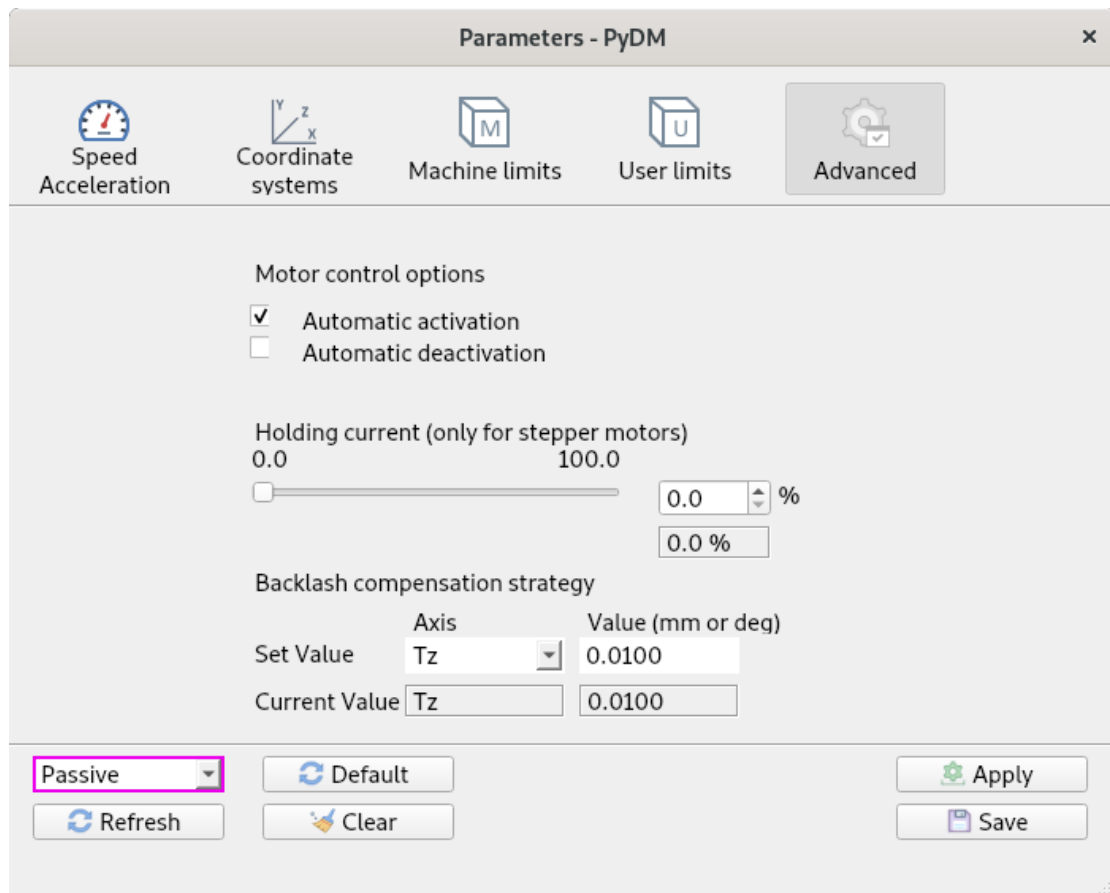 Parameters - PyDM
Speed
Acceleration
Y
Z
X
Coordinate
systems
M
Machine limits
U
User limits
Advanced
Motor control options
Automatic activation
Automatic deactivation
Holding current (only for stepper motors)
0.0 100.0
0.0 %
0.0 %
Backlash compensation strategy
Axis Value (mm or deg)
Set Value Tz 0.0100
Current Value Tz 0.0100
Passive Default Apply
Refresh Clear Save